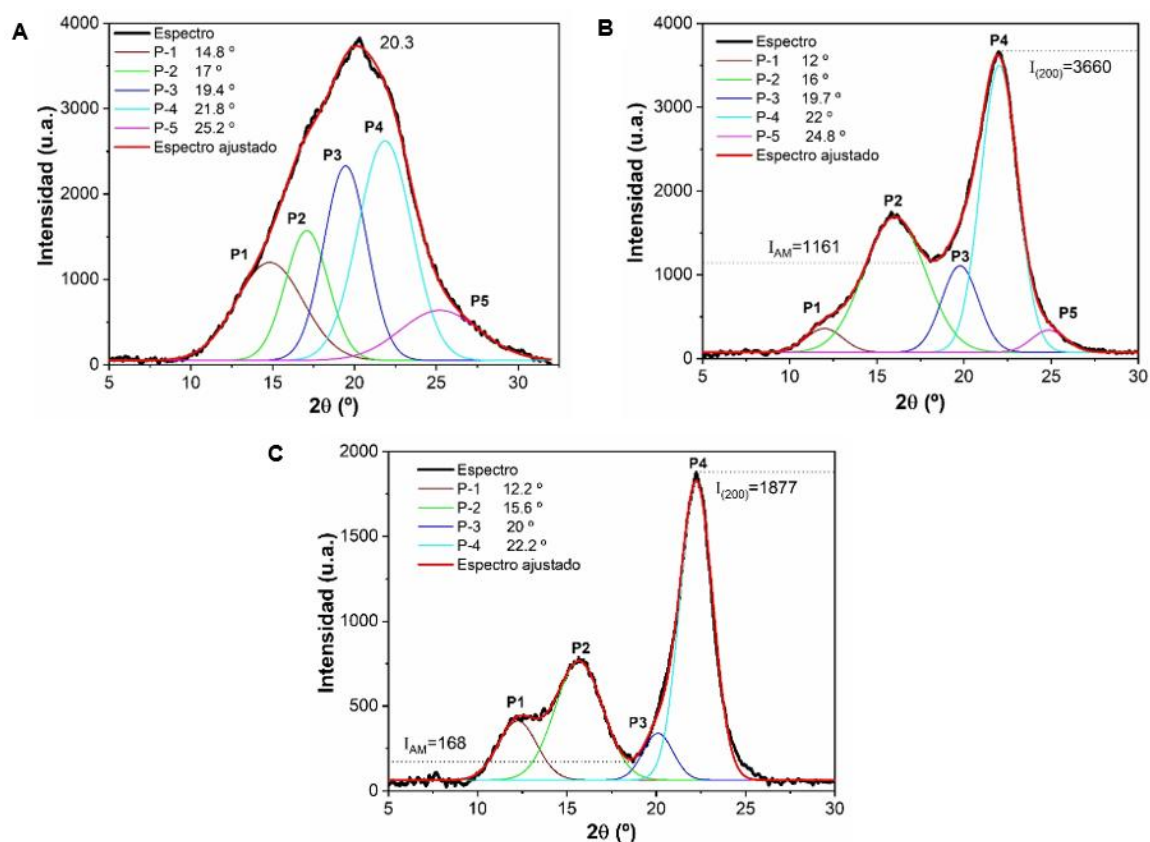 A
4000
3000
2000
1000
0
Intensidad (u.a.)
Espectro
P-1 14.8 º
P-2 17 º
P-3 19.4 º
P-4 21.8 º
P-5 25.2 º
Espectro ajustado
20.3
P1
P2
P3
P4
P5
5 10 15 20 25 30
2θ (º)
B
4000
3000
2000
1000
0
Intensidad (u.a.)
Espectro
P-1 12 º
P-2 16 º
P-3 19.7 º
P-4 22 º
P-5 24.8 º
Espectro ajustado
P4
I(200)=3660
P2
IAM=1161
P3
P1
P5
5 10 15 20 25 30
2θ (º)
C
2000
1500
1000
500
0
Intensidad (u.a.)
Espectro
P-1 12.2 º
P-2 15.6 º
P-3 20 º
P-4 22.2 º
Espectro ajustado
P4
I(200)=1877
P2
P1
P3
IAM=168
5 10 15 20 25 30
2θ (º)